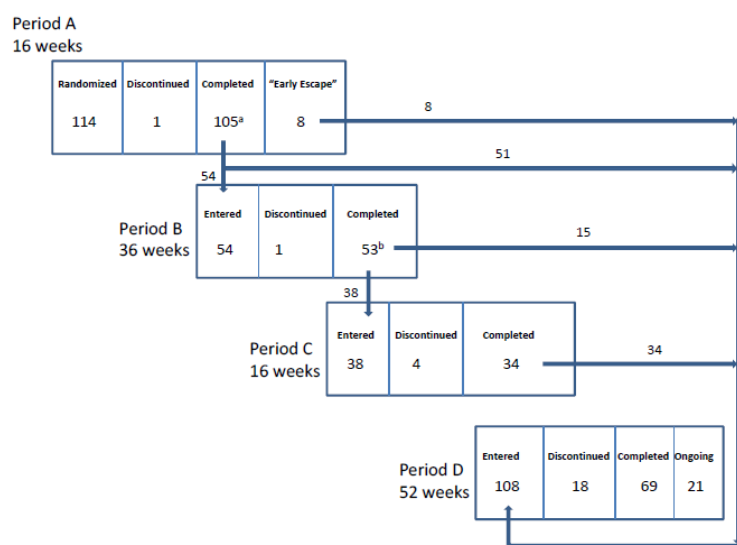 Period A
16 weeks
Randomized Discontinued Completed "Early Escape"
114 1 105ᵃ 8
8
51
54
Period B
36 weeks
Entered Discontinued Completed
54 1 53ᵇ
15
38
Period C
16 weeks
Entered Discontinued Completed
38 4 34
34
Period D
52 weeks
Entered Discontinued Completed Ongoing
108 18 69 21